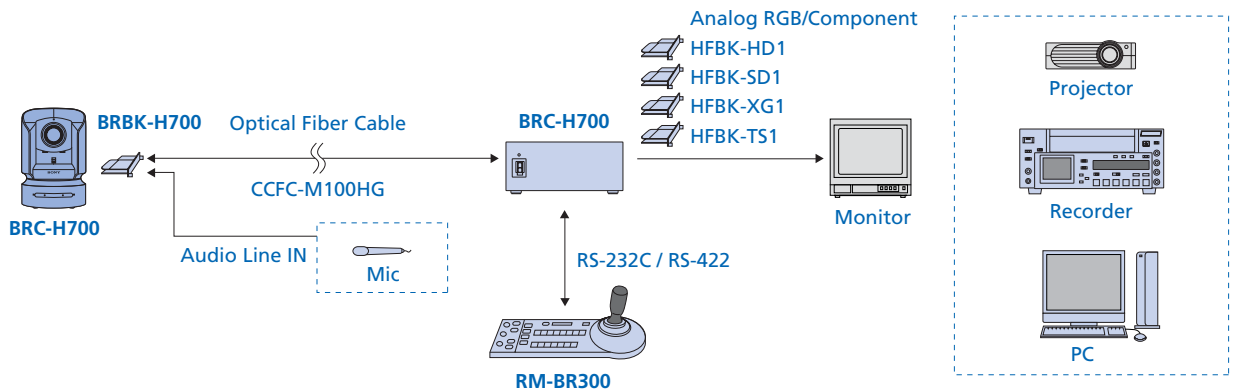 Analog RGB/Component
HFBK-HD1
HFBK-SD1
HFBK-XG1
HFBK-TS1
BRBK-H700
Optical Fiber Cable
BRC-H700
CCFC-M100HG
SONY
BRC-H700
Audio Line IN
Mic
RS-232C / RS-422
RM-BR300
Monitor
Projector
Recorder
PC